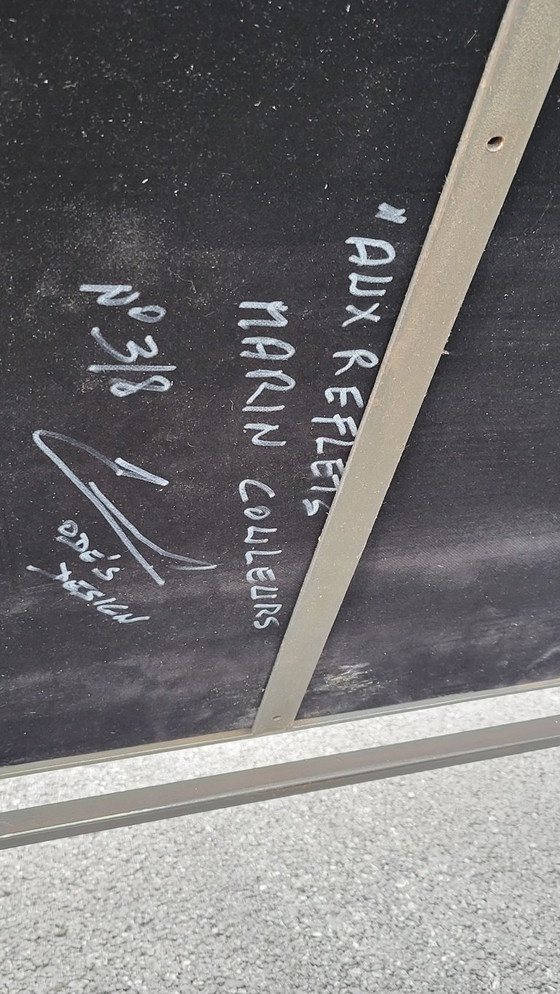 "AUX REFLETS
MARIN COULEURS
N° 3/8
ODE'S
DESIGN